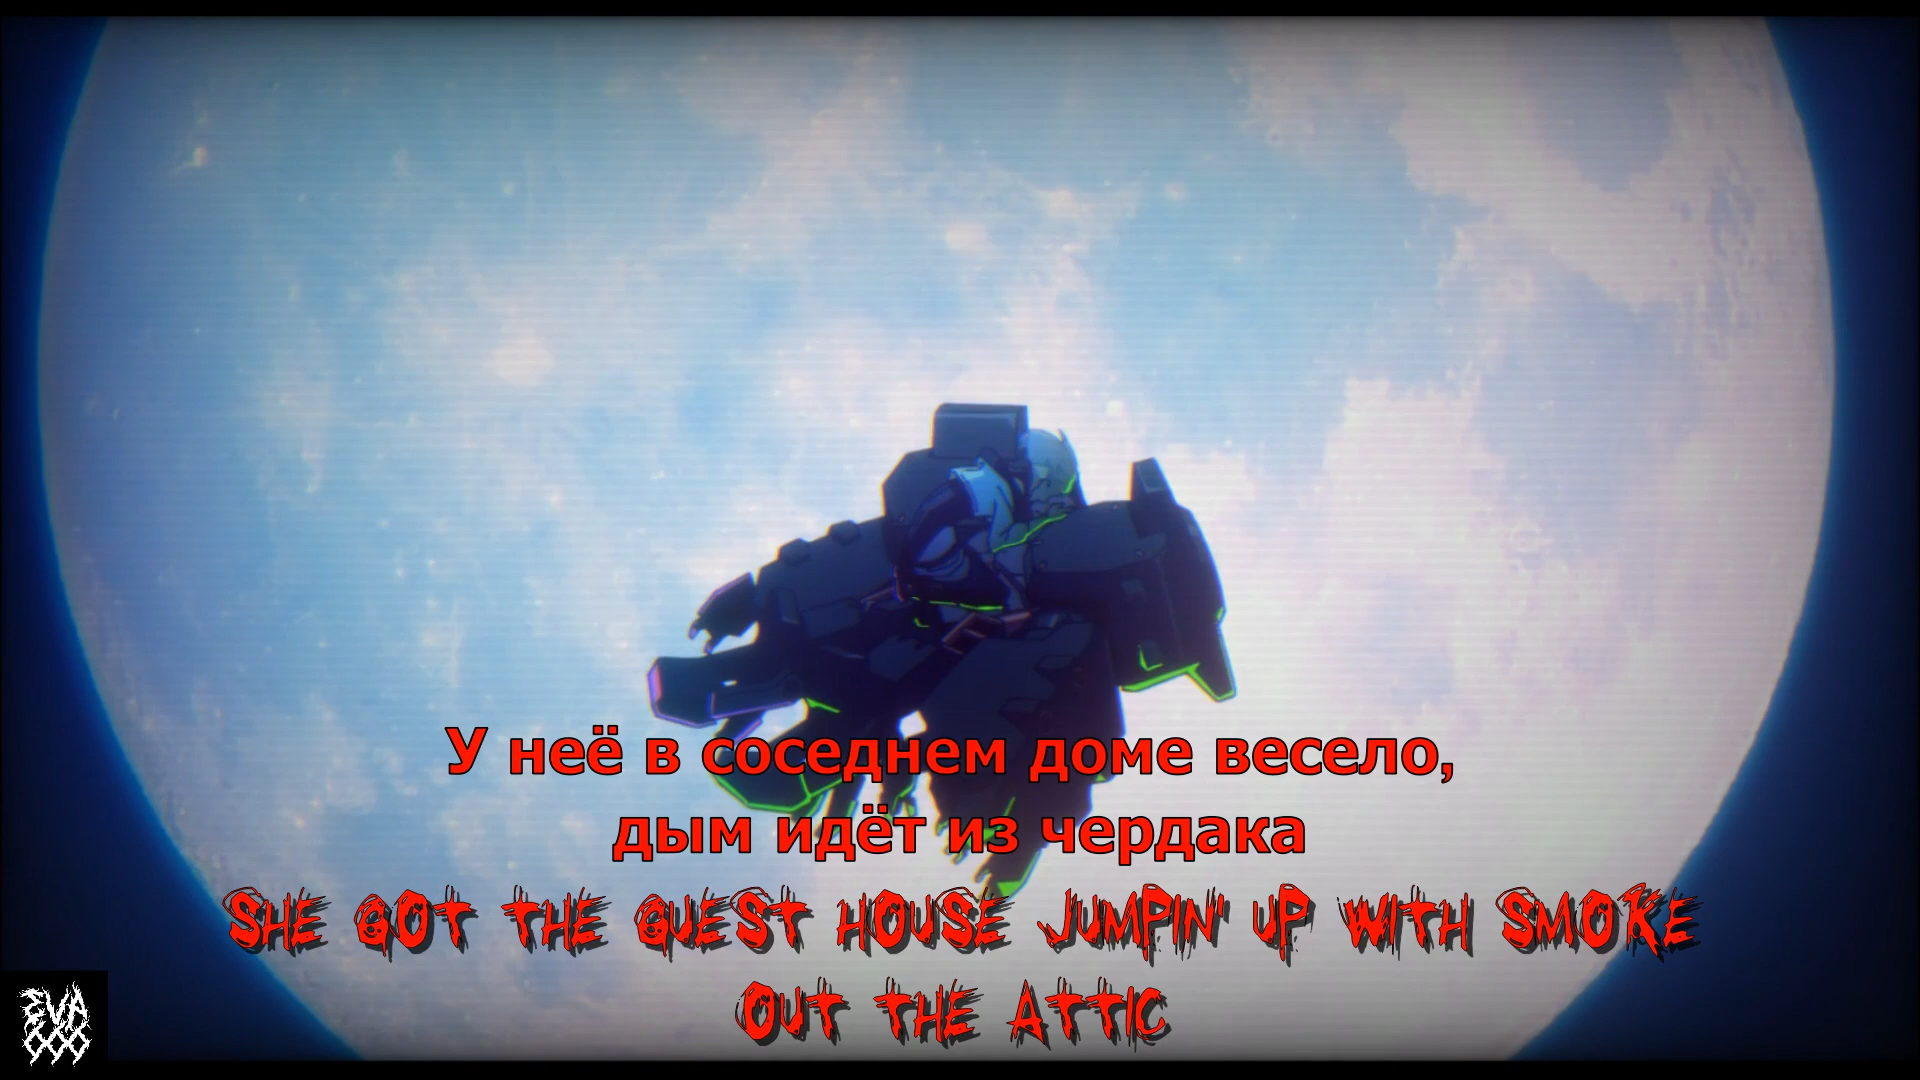 У неё в соседнем доме весело,
дым идёт из чердака
SHE GOT THE GUEST HOUSE JUMPIN' UP WITH SMOKE
OUT THE ATTIC
EVA